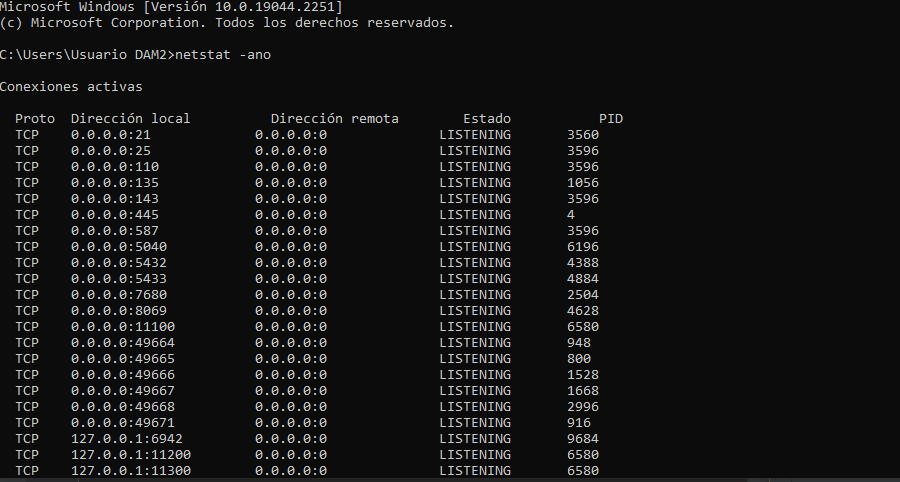 Microsoft Windows [Versión 10.0.19044.2251]
(c) Microsoft Corporation. Todos los derechos reservados.
C:\Users\Usuario DAM2>netstat -ano
Conexiones activas
Proto Dirección local Dirección remota Estado PID
TCP 0.0.0.0:21 0.0.0.0:0 LISTENING 3560
TCP 0.0.0.0:25 0.0.0.0:0 LISTENING 3596
TCP 0.0.0.0:110 0.0.0.0:0 LISTENING 3596
TCP 0.0.0.0:135 0.0.0.0:0 LISTENING 1056
TCP 0.0.0.0:143 0.0.0.0:0 LISTENING 3596
TCP 0.0.0.0:445 0.0.0.0:0 LISTENING 4
TCP 0.0.0.0:587 0.0.0.0:0 LISTENING 3596
TCP 0.0.0.0:5040 0.0.0.0:0 LISTENING 6196
TCP 0.0.0.0:5432 0.0.0.0:0 LISTENING 4388
TCP 0.0.0.0:5433 0.0.0.0:0 LISTENING 4884
TCP 0.0.0.0:7680 0.0.0.0:0 LISTENING 2504
TCP 0.0.0.0:8069 0.0.0.0:0 LISTENING 4628
TCP 0.0.0.0:11100 0.0.0.0:0 LISTENING 6580
TCP 0.0.0.0:49664 0.0.0.0:0 LISTENING 948
TCP 0.0.0.0:49665 0.0.0.0:0 LISTENING 800
TCP 0.0.0.0:49666 0.0.0.0:0 LISTENING 1528
TCP 0.0.0.0:49667 0.0.0.0:0 LISTENING 1668
TCP 0.0.0.0:49668 0.0.0.0:0 LISTENING 2996
TCP 0.0.0.0:49671 0.0.0.0:0 LISTENING 916
TCP 127.0.0.1:6942 0.0.0.0:0 LISTENING 9684
TCP 127.0.0.1:11200 0.0.0.0:0 LISTENING 6580
TCP 127.0.0.1:11300 0.0.0.0:0 LISTENING 6580